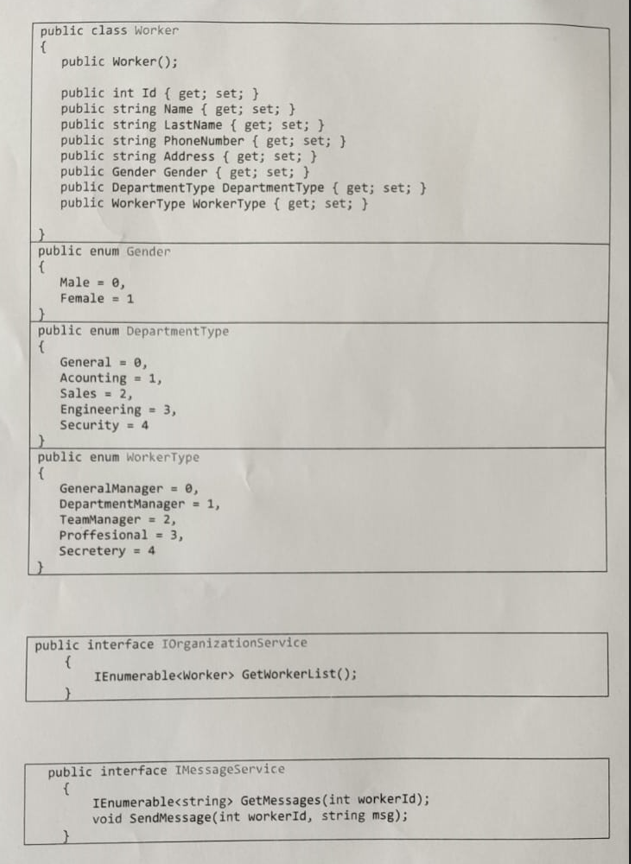 public class Worker
{
public Worker();
public int Id { get; set; }
public string Name { get; set; }
public string LastName { get; set; }
public string PhoneNumber { get; set; }
public string Address { get; set; }
public Gender Gender { get; set; }
public DepartmentType DepartmentType { get; set; }
public WorkerType WorkerType { get; set; }
}
public enum Gender
{
Male = 0,
Female = 1
}
public enum DepartmentType
{
General = 0,
Acounting = 1,
Sales = 2,
Engineering = 3,
Security = 4
}
public enum WorkerType
{
GeneralManager = 0,
DepartmentManager = 1,
TeamManager = 2,
Proffesional = 3,
Secretery = 4
}
public interface IOrganizationService
{
IEnumerable<Worker> GetWorkerList();
}
public interface IMessageService
{
IEnumerable<string> GetMessages(int workerId);
void SendMessage(int workerId, string msg);
}